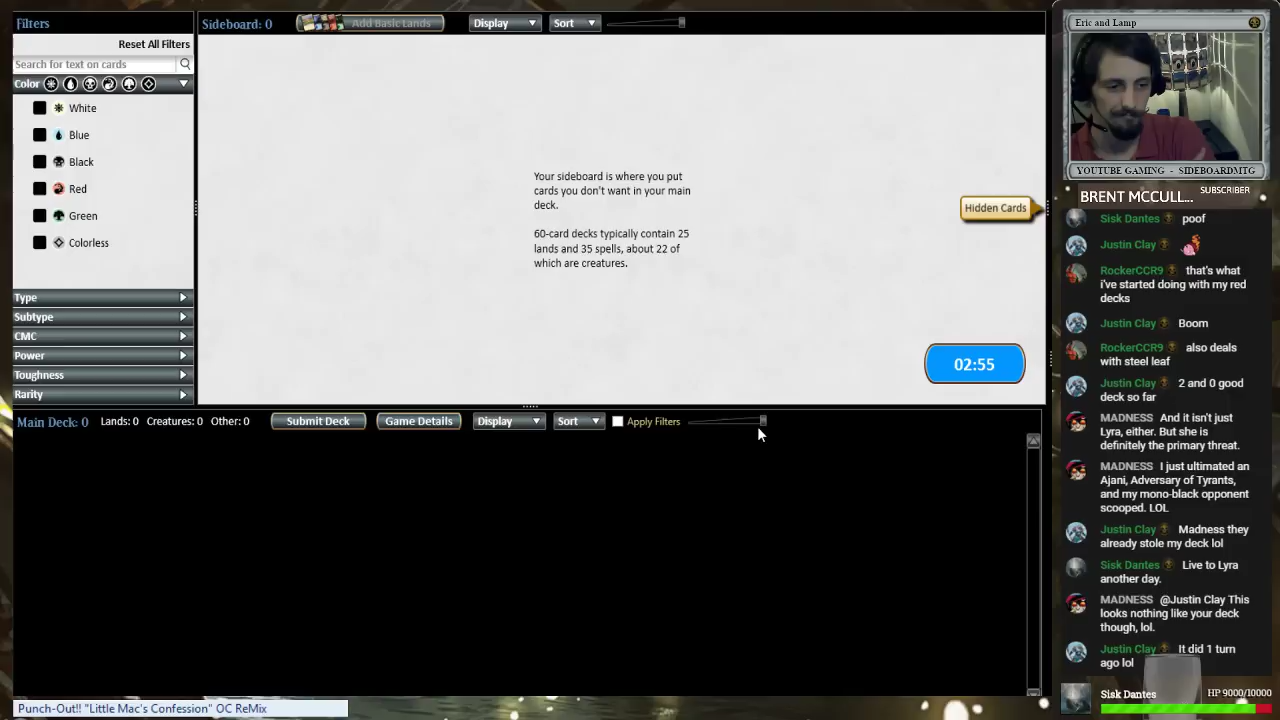 Filters
Reset All Filters
Search for text on cards
Color
White
Blue
Black
Red
Green
Colorless
Type
Subtype
CMC
Power
Toughness
Rarity
Sideboard: 0
Add Basic Lands
Display
Sort
Your sideboard is where you put
cards you don't want in your main
deck.
60-card decks typically contain 25
lands and 35 spells, about 22 of
which are creatures.
Hidden Cards
02:55
Main Deck: 0
Lands: 0 Creatures: 0 Other: 0
Submit Deck
Game Details
Display
Sort
Apply Filters
Punch-Out!! "Little Mac's Confession" OC ReMix
Eric and Lamp
YOUTUBE GAMING - SIDEBOARDMTG
BRENT MCCULL...
SUBSCRIBER
Sisk Dantes poof
Justin Clay
RockerCCR9 that's what
i've started doing with my red
decks
Justin Clay Boom
RockerCCR9 also deals
with steel leaf
Justin Clay 2 and 0 good
deck so far
MADNESS And it isn't just
Lyra, either. But she is
definitely the primary threat.
MADNESS I just ultimated an
Ajani, Adversary of Tyrants,
and my mono-black opponent
scooped. LOL
Justin Clay Madness they
already stole my deck lol
Sisk Dantes Live to Lyra
another day.
MADNESS @Justin Clay This
looks nothing like your deck
though, lol.
Justin Clay It did 1 turn
ago lol
Sisk Dantes
HP 9000/10000